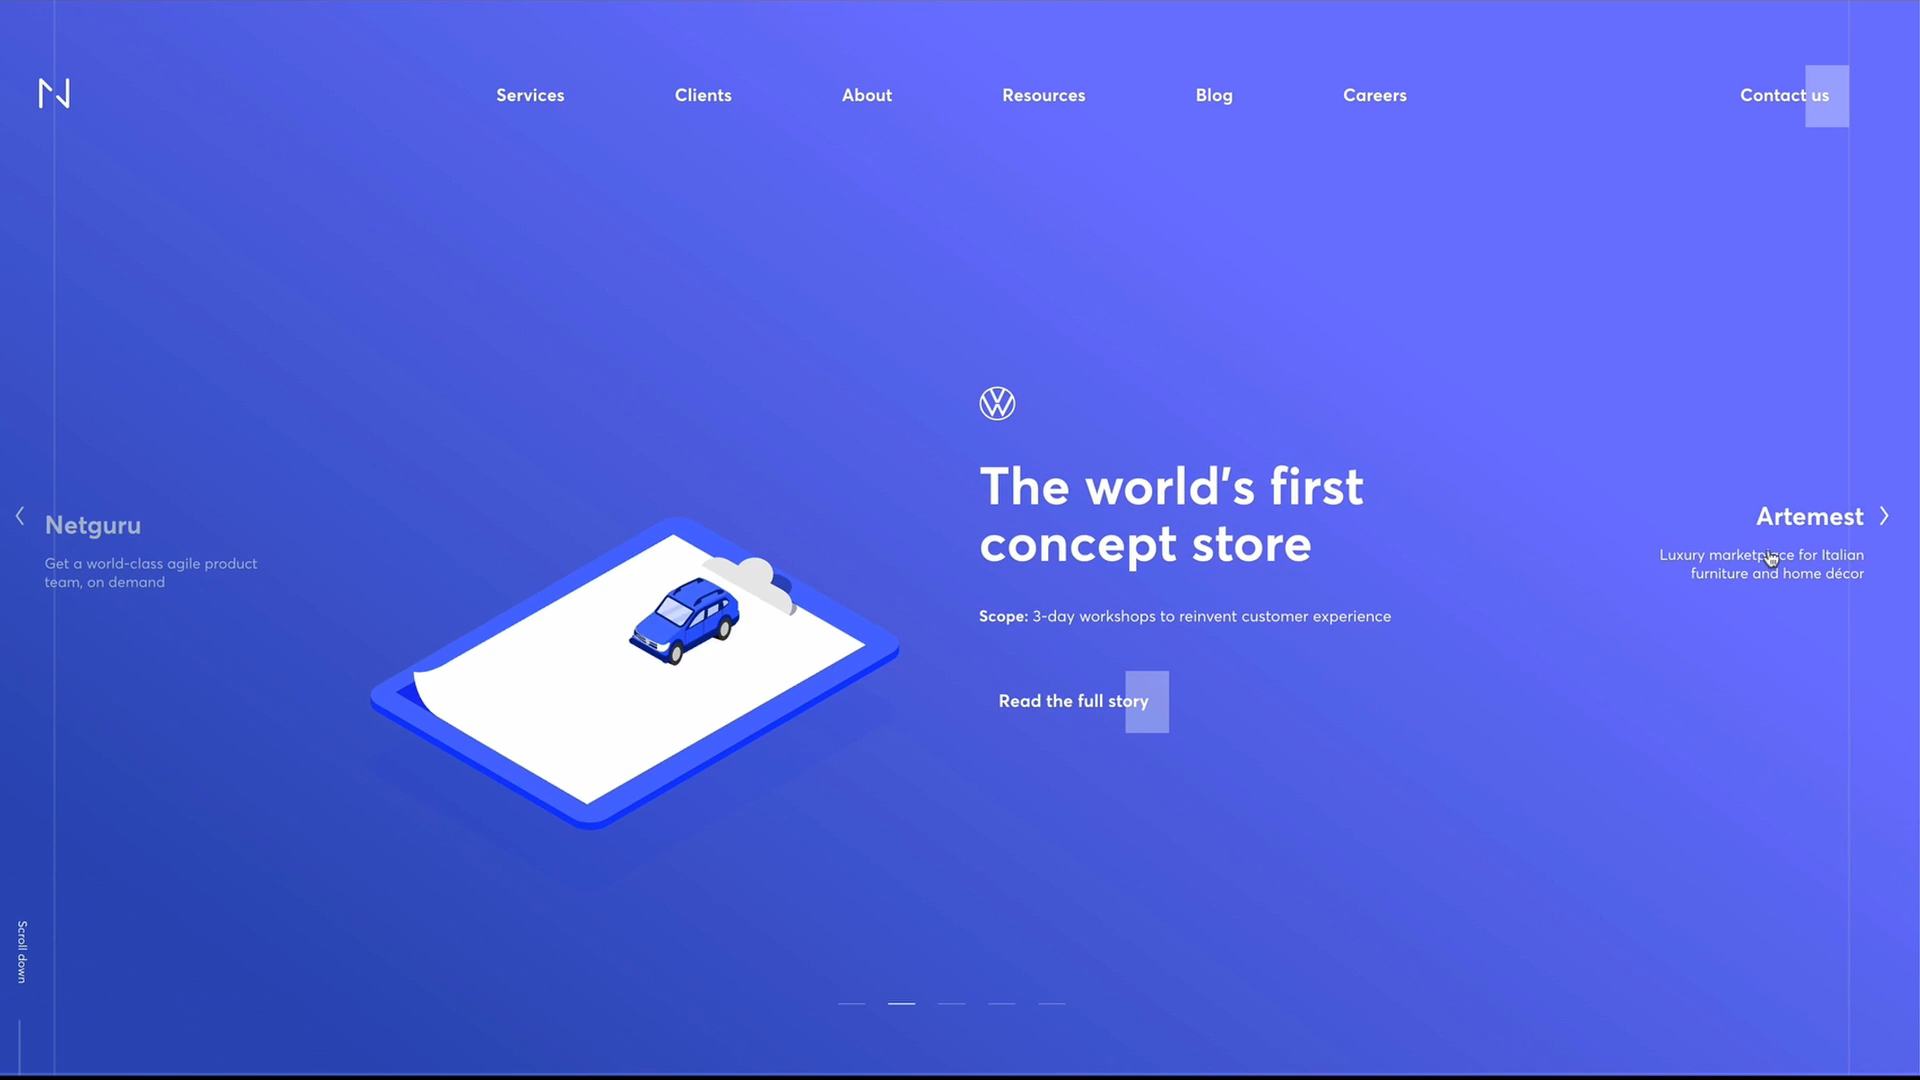 Services
Clients
About
Resources
Blog
Careers
Contact us
Netguru
Get a world-class agile product
team, on demand
The world's first
concept store
Scope: 3-day workshops to reinvent customer experience
Read the full story
Artemest
Luxury marketplace for Italian
furniture and home décor
Scroll down